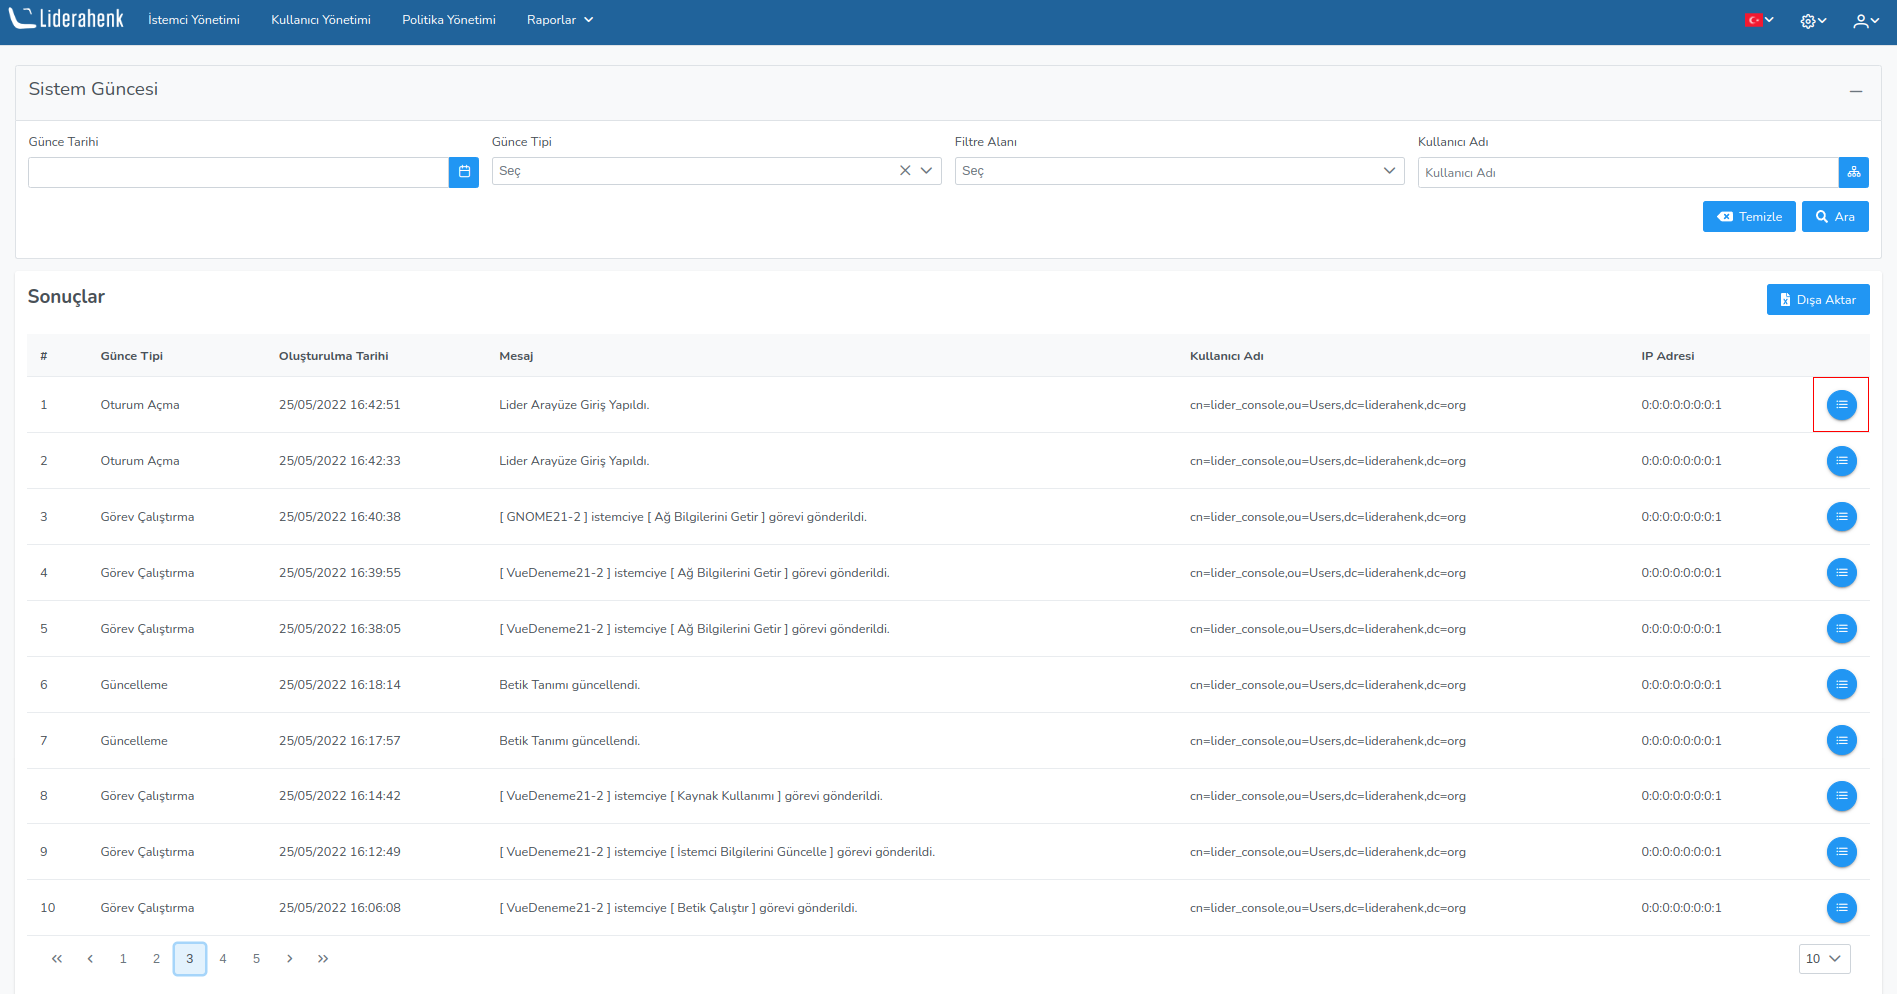 Liderahenk İstemci Yönetimi Kullanıcı Yönetimi Politika Yönetimi Raporlar
Sistem Güncesi
Günce Tarihi Günce Tipi Filtre Alanı Kullanıcı Adı
Seç Seç Kullanıcı Adı
Temizle Ara
Sonuçlar Dışa Aktar
# Günce Tipi Oluşturulma Tarihi Mesaj Kullanıcı Adı IP Adresi
1 Oturum Açma 25/05/2022 16:42:51 Lider Arayüze Giriş Yapıldı. cn=lider_console,ou=Users,dc=liderahenk,dc=org 0:0:0:0:0:0:0:1
2 Oturum Açma 25/05/2022 16:42:33 Lider Arayüze Giriş Yapıldı. cn=lider_console,ou=Users,dc=liderahenk,dc=org 0:0:0:0:0:0:0:1
3 Görev Çalıştırma 25/05/2022 16:40:38 [ GNOME21-2 ] istemciye [ Ağ Bilgilerini Getir ] görevi gönderildi. cn=lider_console,ou=Users,dc=liderahenk,dc=org 0:0:0:0:0:0:0:1
4 Görev Çalıştırma 25/05/2022 16:39:55 [ VueDeneme21-2 ] istemciye [ Ağ Bilgilerini Getir ] görevi gönderildi. cn=lider_console,ou=Users,dc=liderahenk,dc=org 0:0:0:0:0:0:0:1
5 Görev Çalıştırma 25/05/2022 16:38:05 [ VueDeneme21-2 ] istemciye [ Ağ Bilgilerini Getir ] görevi gönderildi. cn=lider_console,ou=Users,dc=liderahenk,dc=org 0:0:0:0:0:0:0:1
6 Güncelleme 25/05/2022 16:18:14 Betik Tanımı güncellendi. cn=lider_console,ou=Users,dc=liderahenk,dc=org 0:0:0:0:0:0:0:1
7 Güncelleme 25/05/2022 16:17:57 Betik Tanımı güncellendi. cn=lider_console,ou=Users,dc=liderahenk,dc=org 0:0:0:0:0:0:0:1
8 Görev Çalıştırma 25/05/2022 16:14:42 [ VueDeneme21-2 ] istemciye [ Kaynak Kullanımı ] görevi gönderildi. cn=lider_console,ou=Users,dc=liderahenk,dc=org 0:0:0:0:0:0:0:1
9 Görev Çalıştırma 25/05/2022 16:12:49 [ VueDeneme21-2 ] istemciye [ İstemci Bilgilerini Güncelle ] görevi gönderildi. cn=lider_console,ou=Users,dc=liderahenk,dc=org 0:0:0:0:0:0:0:1
10 Görev Çalıştırma 25/05/2022 16:06:08 [ VueDeneme21-2 ] istemciye [ Betik Çalıştır ] görevi gönderildi. cn=lider_console,ou=Users,dc=liderahenk,dc=org 0:0:0:0:0:0:0:1
« ‹ 1 2 3 4 5 › » 10